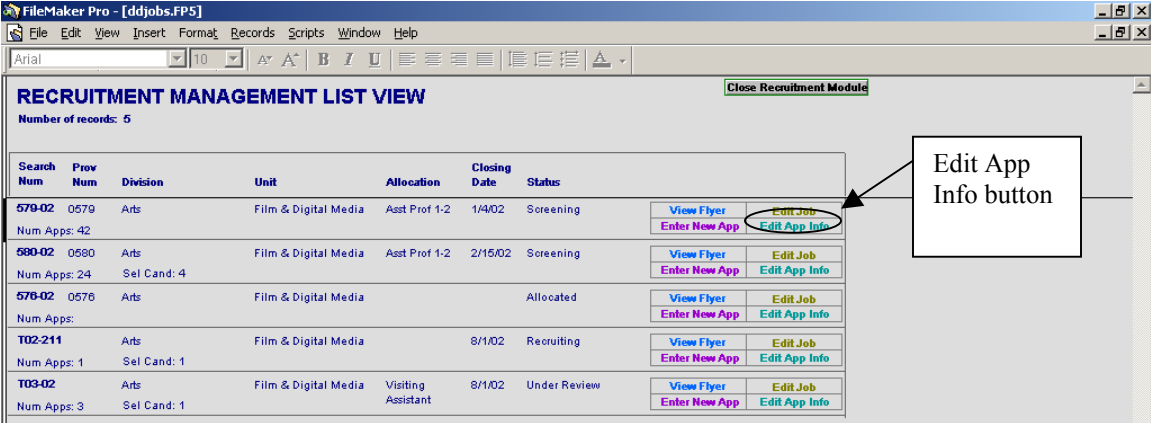 FileMaker Pro - [ddjobs.FP5]
File Edit View Insert Format Records Scripts Window Help
Arial 10 B I U A
RECRUITMENT MANAGEMENT LIST VIEW
Close Recruitment Module
Number of records: 5
Edit App
Info button
Search Prov Closing
Num Num Division Unit Allocation Date Status
579-02 0579 Arts Film & Digital Media Asst Prof 1-2 1/4/02 Screening View Flyer Edit Job
Num Apps: 42 Enter New App Edit App Info
580-02 0580 Arts Film & Digital Media Asst Prof 1-2 2/15/02 Screening View Flyer Edit Job
Num Apps: 24 Sel Cand: 4 Enter New App Edit App Info
576-02 0576 Arts Film & Digital Media Allocated View Flyer Edit Job
Num Apps: Enter New App Edit App Info
T02-211 Arts Film & Digital Media 8/1/02 Recruiting View Flyer Edit Job
Num Apps: 1 Sel Cand: 1 Enter New App Edit App Info
T03-02 Arts Film & Digital Media Visiting 8/1/02 Under Review View Flyer Edit Job
Num Apps: 3 Sel Cand: 1 Assistant Enter New App Edit App Info